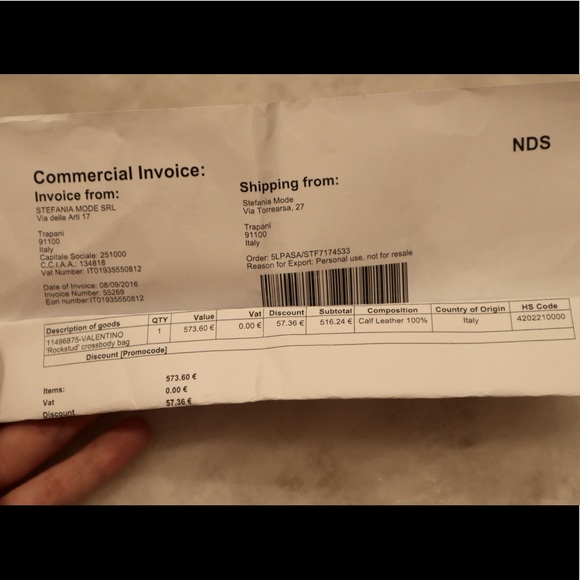 NDS
Commercial Invoice:
Invoice from:
STEFANIA MODE SRL
Via delle Arti 17
Trapani
91100
Italy
Capitale Sociale: 251000
C.C.I.A.A.: 134818
Vat Number: IT01935550812
Date of Invoice: 08/09/2016
Invoice Number: 55269
Eori number:IT01935550812
Shipping from:
Stefania Mode
Via Torrearsa, 27
Trapani
91100
Italy
Order: 5LPASA/STF7174533
Reason for Export: Personal use, not for resale
Description of goods QTY Value Vat Discount Subtotal Composition Country of Origin HS Code
11496875-VALENTINO 1 573.60 € 0.00 € 57.36 € 516.24 € Calf Leather 100% Italy 4202210000
'Rockstud' crossbody bag
Discount [Promocode]
573.60 €
Items: 0.00 €
Vat 57.36 €
Discount